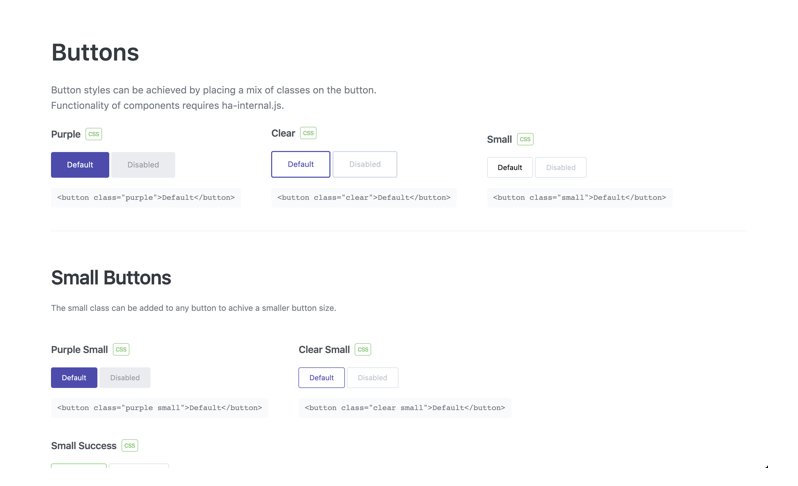 Buttons
Button styles can be achieved by placing a mix of classes on the button.
Functionality of components requires ha-internal.js.
Purple CSS
Default Disabled
<button class="purple">Default</button>
Clear CSS
Default Disabled
<button class="clear">Default</button>
Small CSS
Default Disabled
<button class="small">Default</button>
Small Buttons
The small class can be added to any button to achive a smaller button size.
Purple Small CSS
Default Disabled
<button class="purple small">Default</button>
Clear Small CSS
Default Disabled
<button class="clear small">Default</button>
Small Success CSS